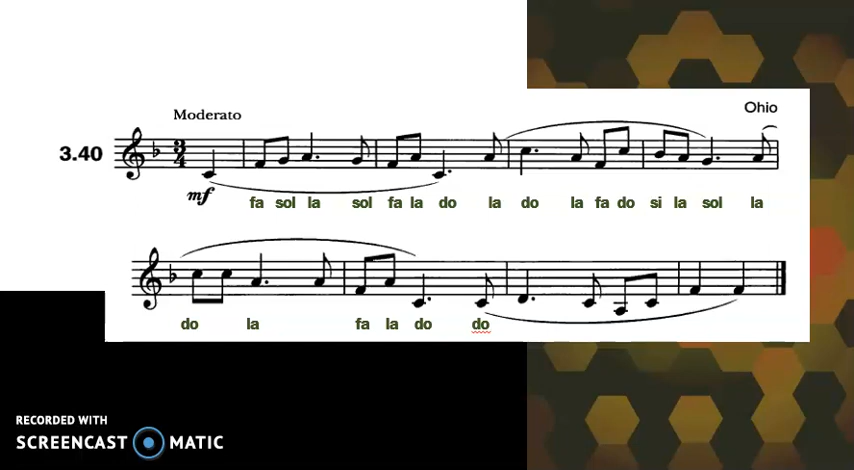 Ohio
Moderato
3.40
3
4
mf
fa sol la sol fa la do la do la fa do si la sol la
do la fa la do do
RECORDED WITH
SCREENCAST MATIC